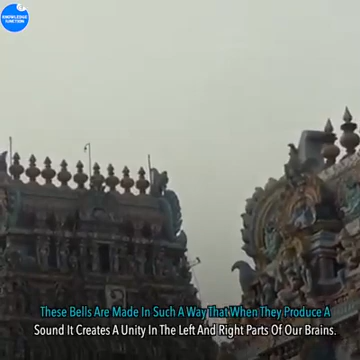 KNOWLEDGE
JUNCTION
These Bells Are Made In Such A Way That When They Produce A
Sound It Creates A Unity In The Left And Right Parts Of Our Brains.